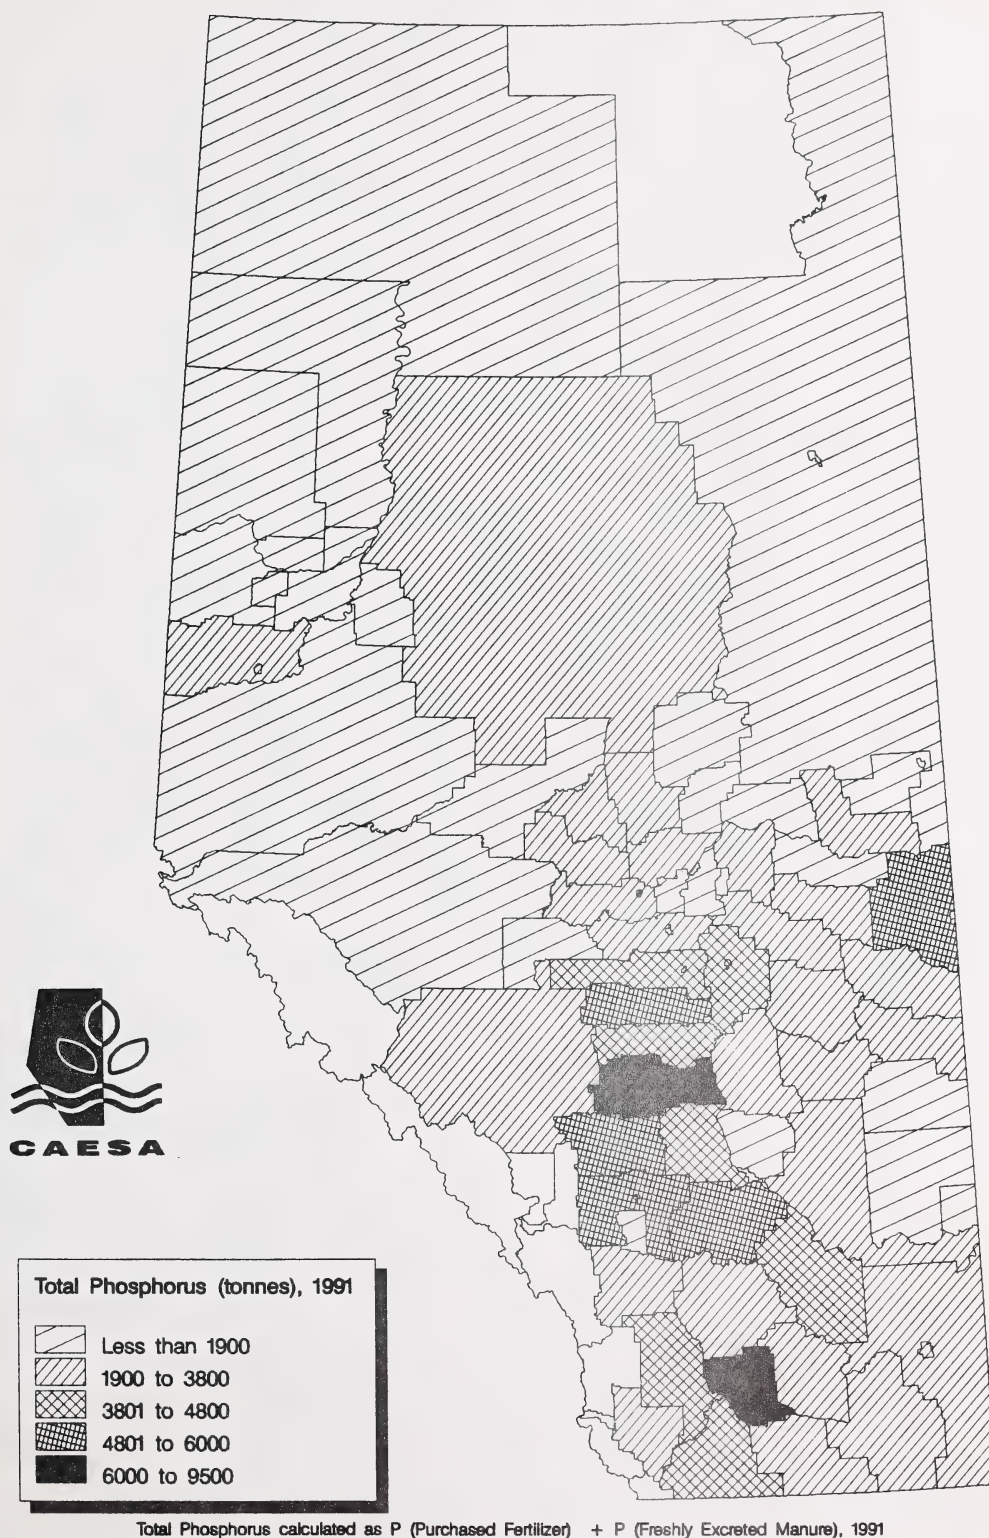 CAESA
Total Phosphorus (tonnes), 1991
Less than 1900
1900 to 3800
3801 to 4800
4801 to 6000
6000 to 9500
Total Phosphorus calculated as P (Purchased Fertilizer) + P (Freshly Excreted Manure), 1991